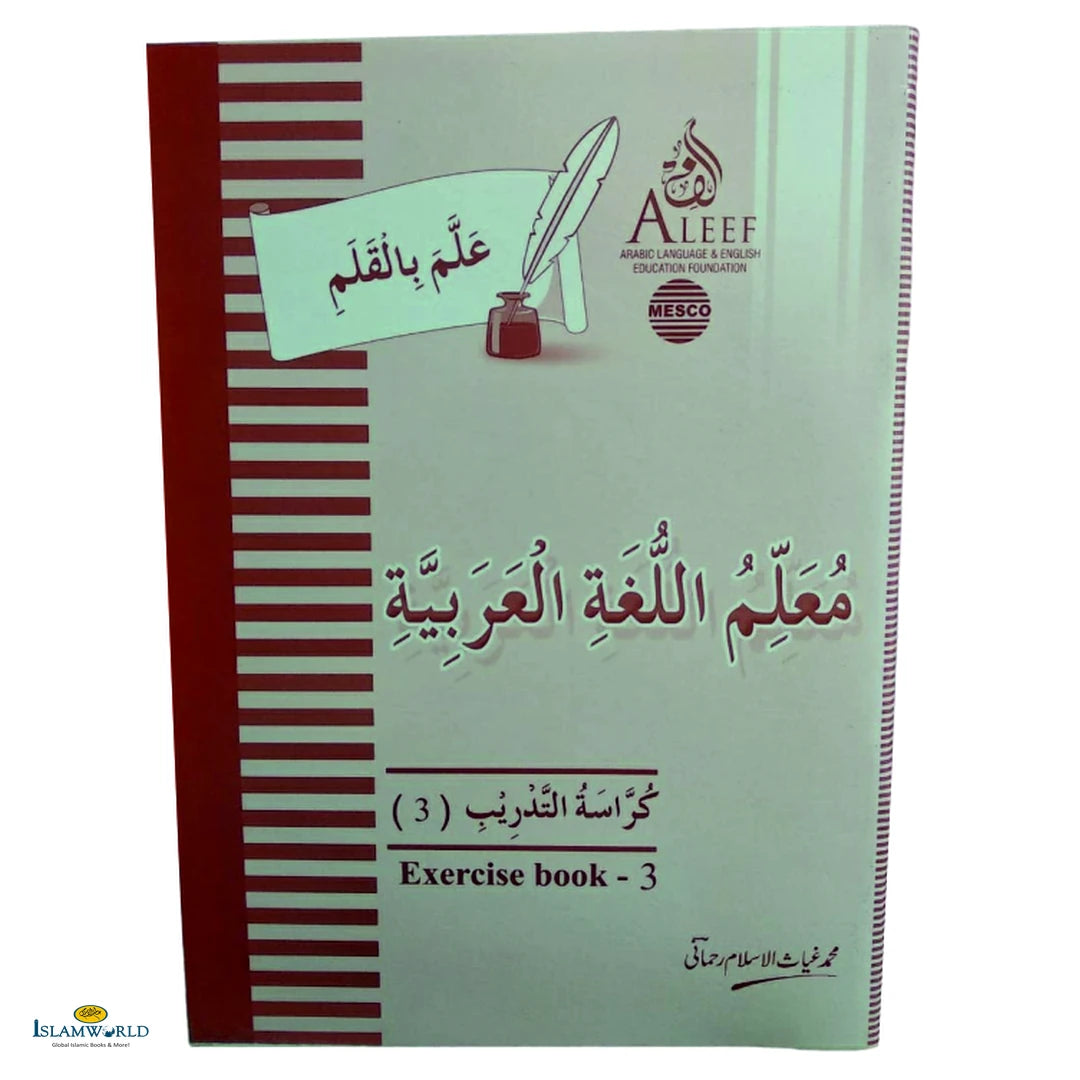 عَلَّمَ بِالْقَلَمِ
ALEEF
ARABIC LANGUAGE & ENGLISH
EDUCATION FOUNDATION
MESCO
مُعَلِّمُ اللُّغَةِ الْعَرَبِيَّةِ
كُرَّاسَةُ التَّدْرِيْبِ ( 3 )
Exercise book - 3
محمد غیاث الاسلام رحمانی
ISLAMWORLD
Global Islamic Books & More!